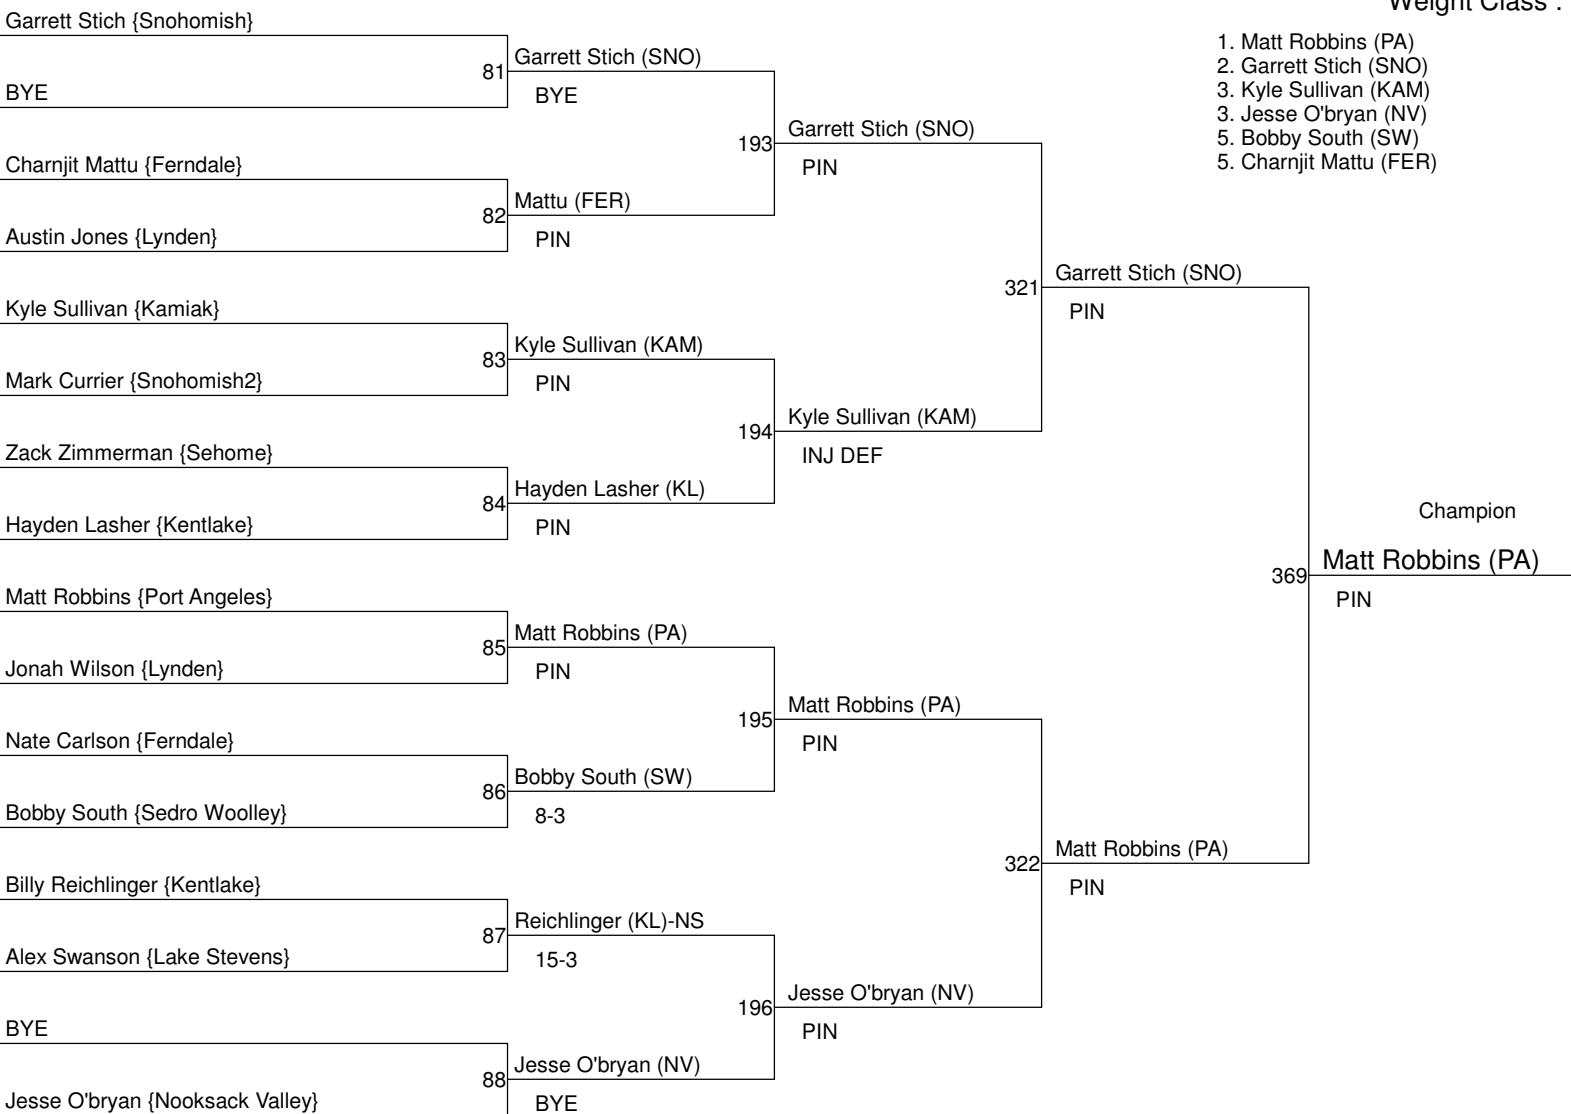 Weight Class :
1. Matt Robbins (PA)
2. Garrett Stich (SNO)
3. Kyle Sullivan (KAM)
3. Jesse O'bryan (NV)
5. Bobby South (SW)
5. Charnjit Mattu (FER)
Garrett Stich {Snohomish}
BYE
Charnjit Mattu {Ferndale}
Austin Jones {Lynden}
Kyle Sullivan {Kamiak}
Mark Currier {Snohomish2}
Zack Zimmerman {Sehome}
Hayden Lasher {Kentlake}
Matt Robbins {Port Angeles}
Jonah Wilson {Lynden}
Nate Carlson {Ferndale}
Bobby South {Sedro Woolley}
Billy Reichlinger {Kentlake}
Alex Swanson {Lake Stevens}
BYE
Jesse O'bryan {Nooksack Valley}
81
Garrett Stich (SNO)
BYE
82
Mattu (FER)
PIN
83
Kyle Sullivan (KAM)
PIN
84
Hayden Lasher (KL)
PIN
85
Matt Robbins (PA)
PIN
86
Bobby South (SW)
8-3
87
Reichlinger (KL)-NS
15-3
88
Jesse O'bryan (NV)
BYE
193
Garrett Stich (SNO)
PIN
194
Kyle Sullivan (KAM)
INJ DEF
195
Matt Robbins (PA)
PIN
196
Jesse O'bryan (NV)
PIN
321
Garrett Stich (SNO)
PIN
322
Matt Robbins (PA)
PIN
369
Champion
Matt Robbins (PA)
PIN